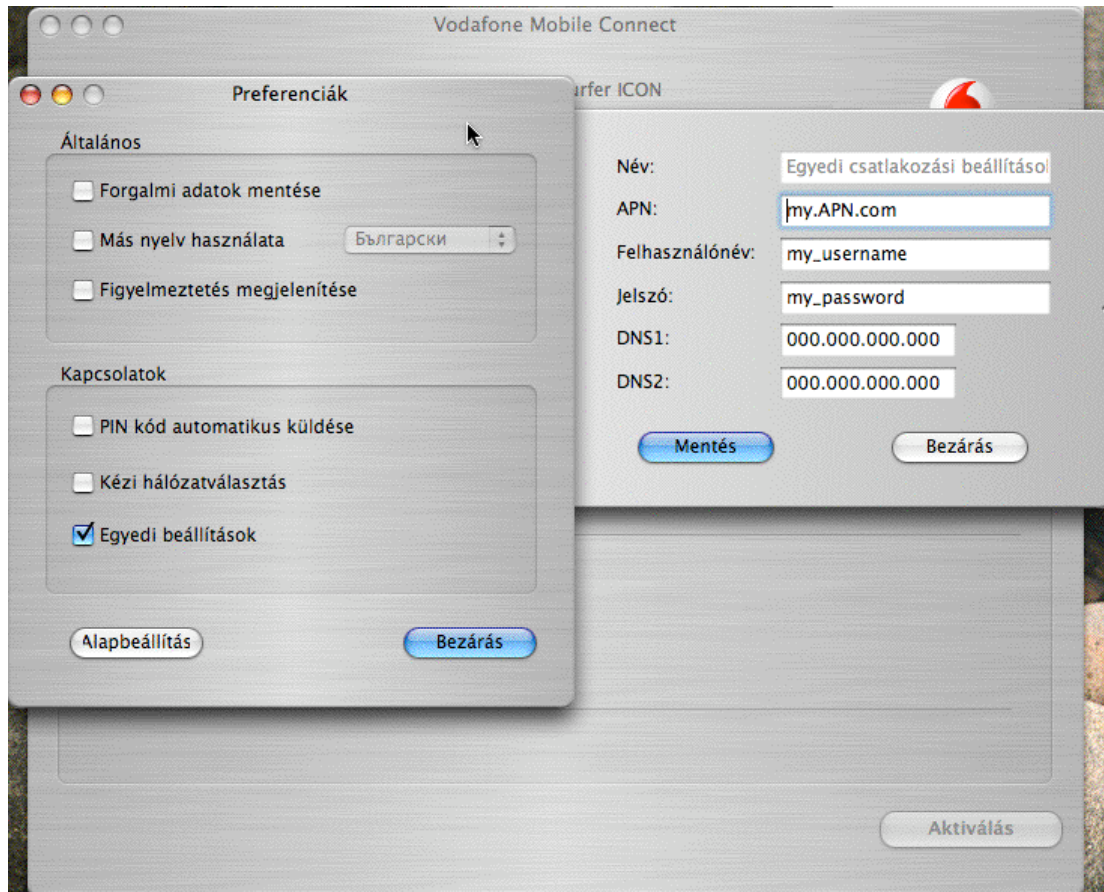 Vodafone Mobile Connect
urfer ICON
Preferenciák
Általános
Forgalmi adatok mentése
Más nyelv használata
Български
Figyelmeztetés megjelenítése
Kapcsolatok
PIN kód automatikus küldése
Kézi hálózatválasztás
Egyedi beállítások
Alapbeállítás
Bezárás
Név:
Egyedi csatlakozási beállításol
APN:
my.APN.com
Felhasználónév:
my_username
Jelszó:
my_password
DNS1:
000.000.000.000
DNS2:
000.000.000.000
Mentés
Bezárás
Aktiválás